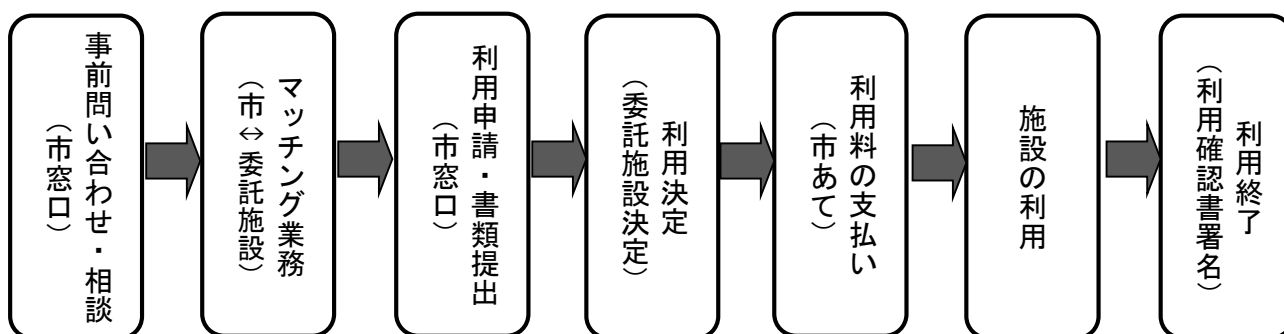 事前問い合わせ・相談
（市窓口）
マッチング業務
（市↔委託施設）
利用申請・書類提出
（市窓口）
利用決定
（委託施設決定）
利用料の支払い
（市あて）
施設の利用
利用終了
（利用確認書署名）